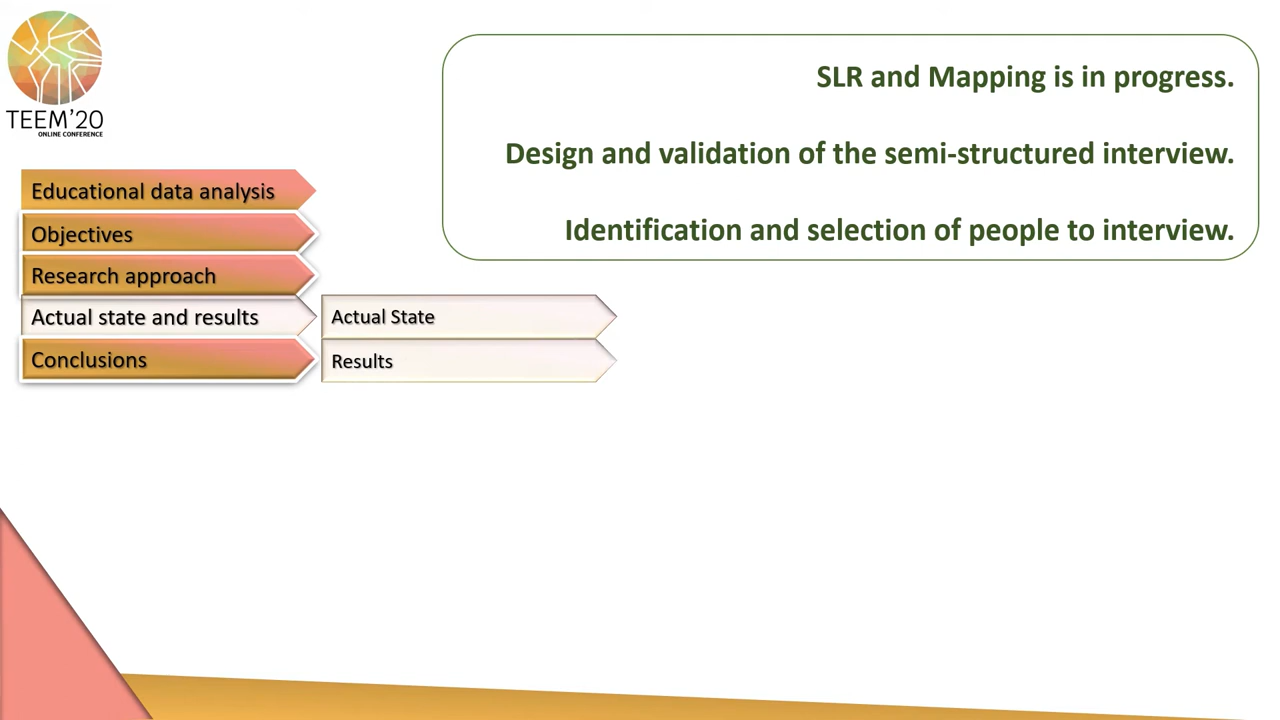 TEEM'20
ONLINE CONFERENCE
SLR and Mapping is in progress.
Design and validation of the semi-structured interview.
Identification and selection of people to interview.
Educational data analysis
Objectives
Research approach
Actual state and results
Conclusions
Actual State
Results